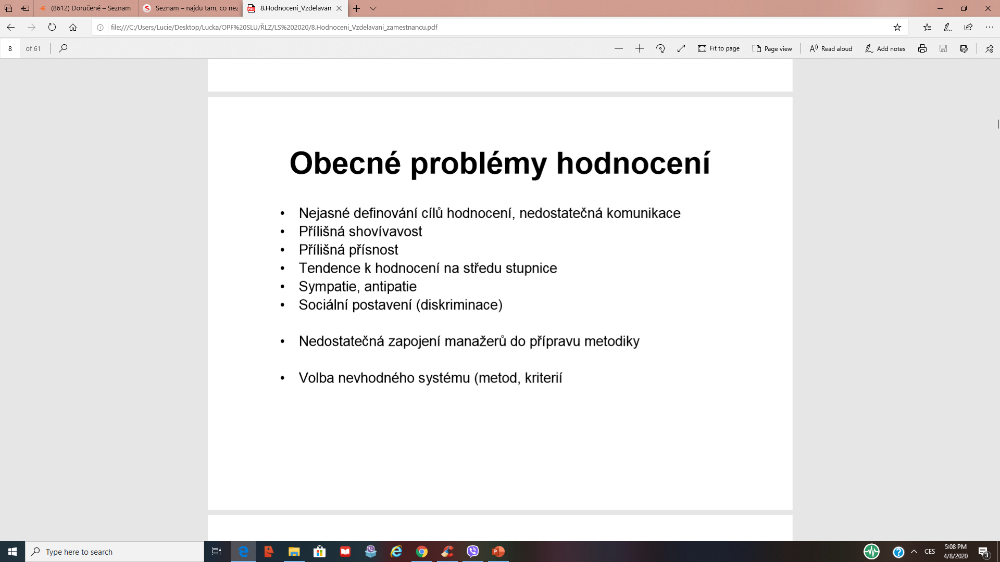 (8612) Doručené – Seznam
Seznam – najdu tam, co nez
8.Hodnoceni_Vzdelavan
file:///C:/Users/Lucie/Desktop/Lucka/OPF%20SLU/ŘLZ/LS%202020/8.Hodnoceni_Vzdelavani_zamestnancu.pdf
8 of 61
Fit to page
Page view
Read aloud
Add notes
Obecné problémy hodnocení
• Nejasné definování cílů hodnocení, nedostatečná komunikace
• Přílišná shovívavost
• Přílišná přísnost
• Tendence k hodnocení na středu stupnice
• Sympatie, antipatie
• Sociální postavení (diskriminace)
• Nedostatečná zapojení manažerů do přípravu metodiky
• Volba nevhodného systému (metod, kriterií
Type here to search
CES
5:08 PM
4/8/2020
3